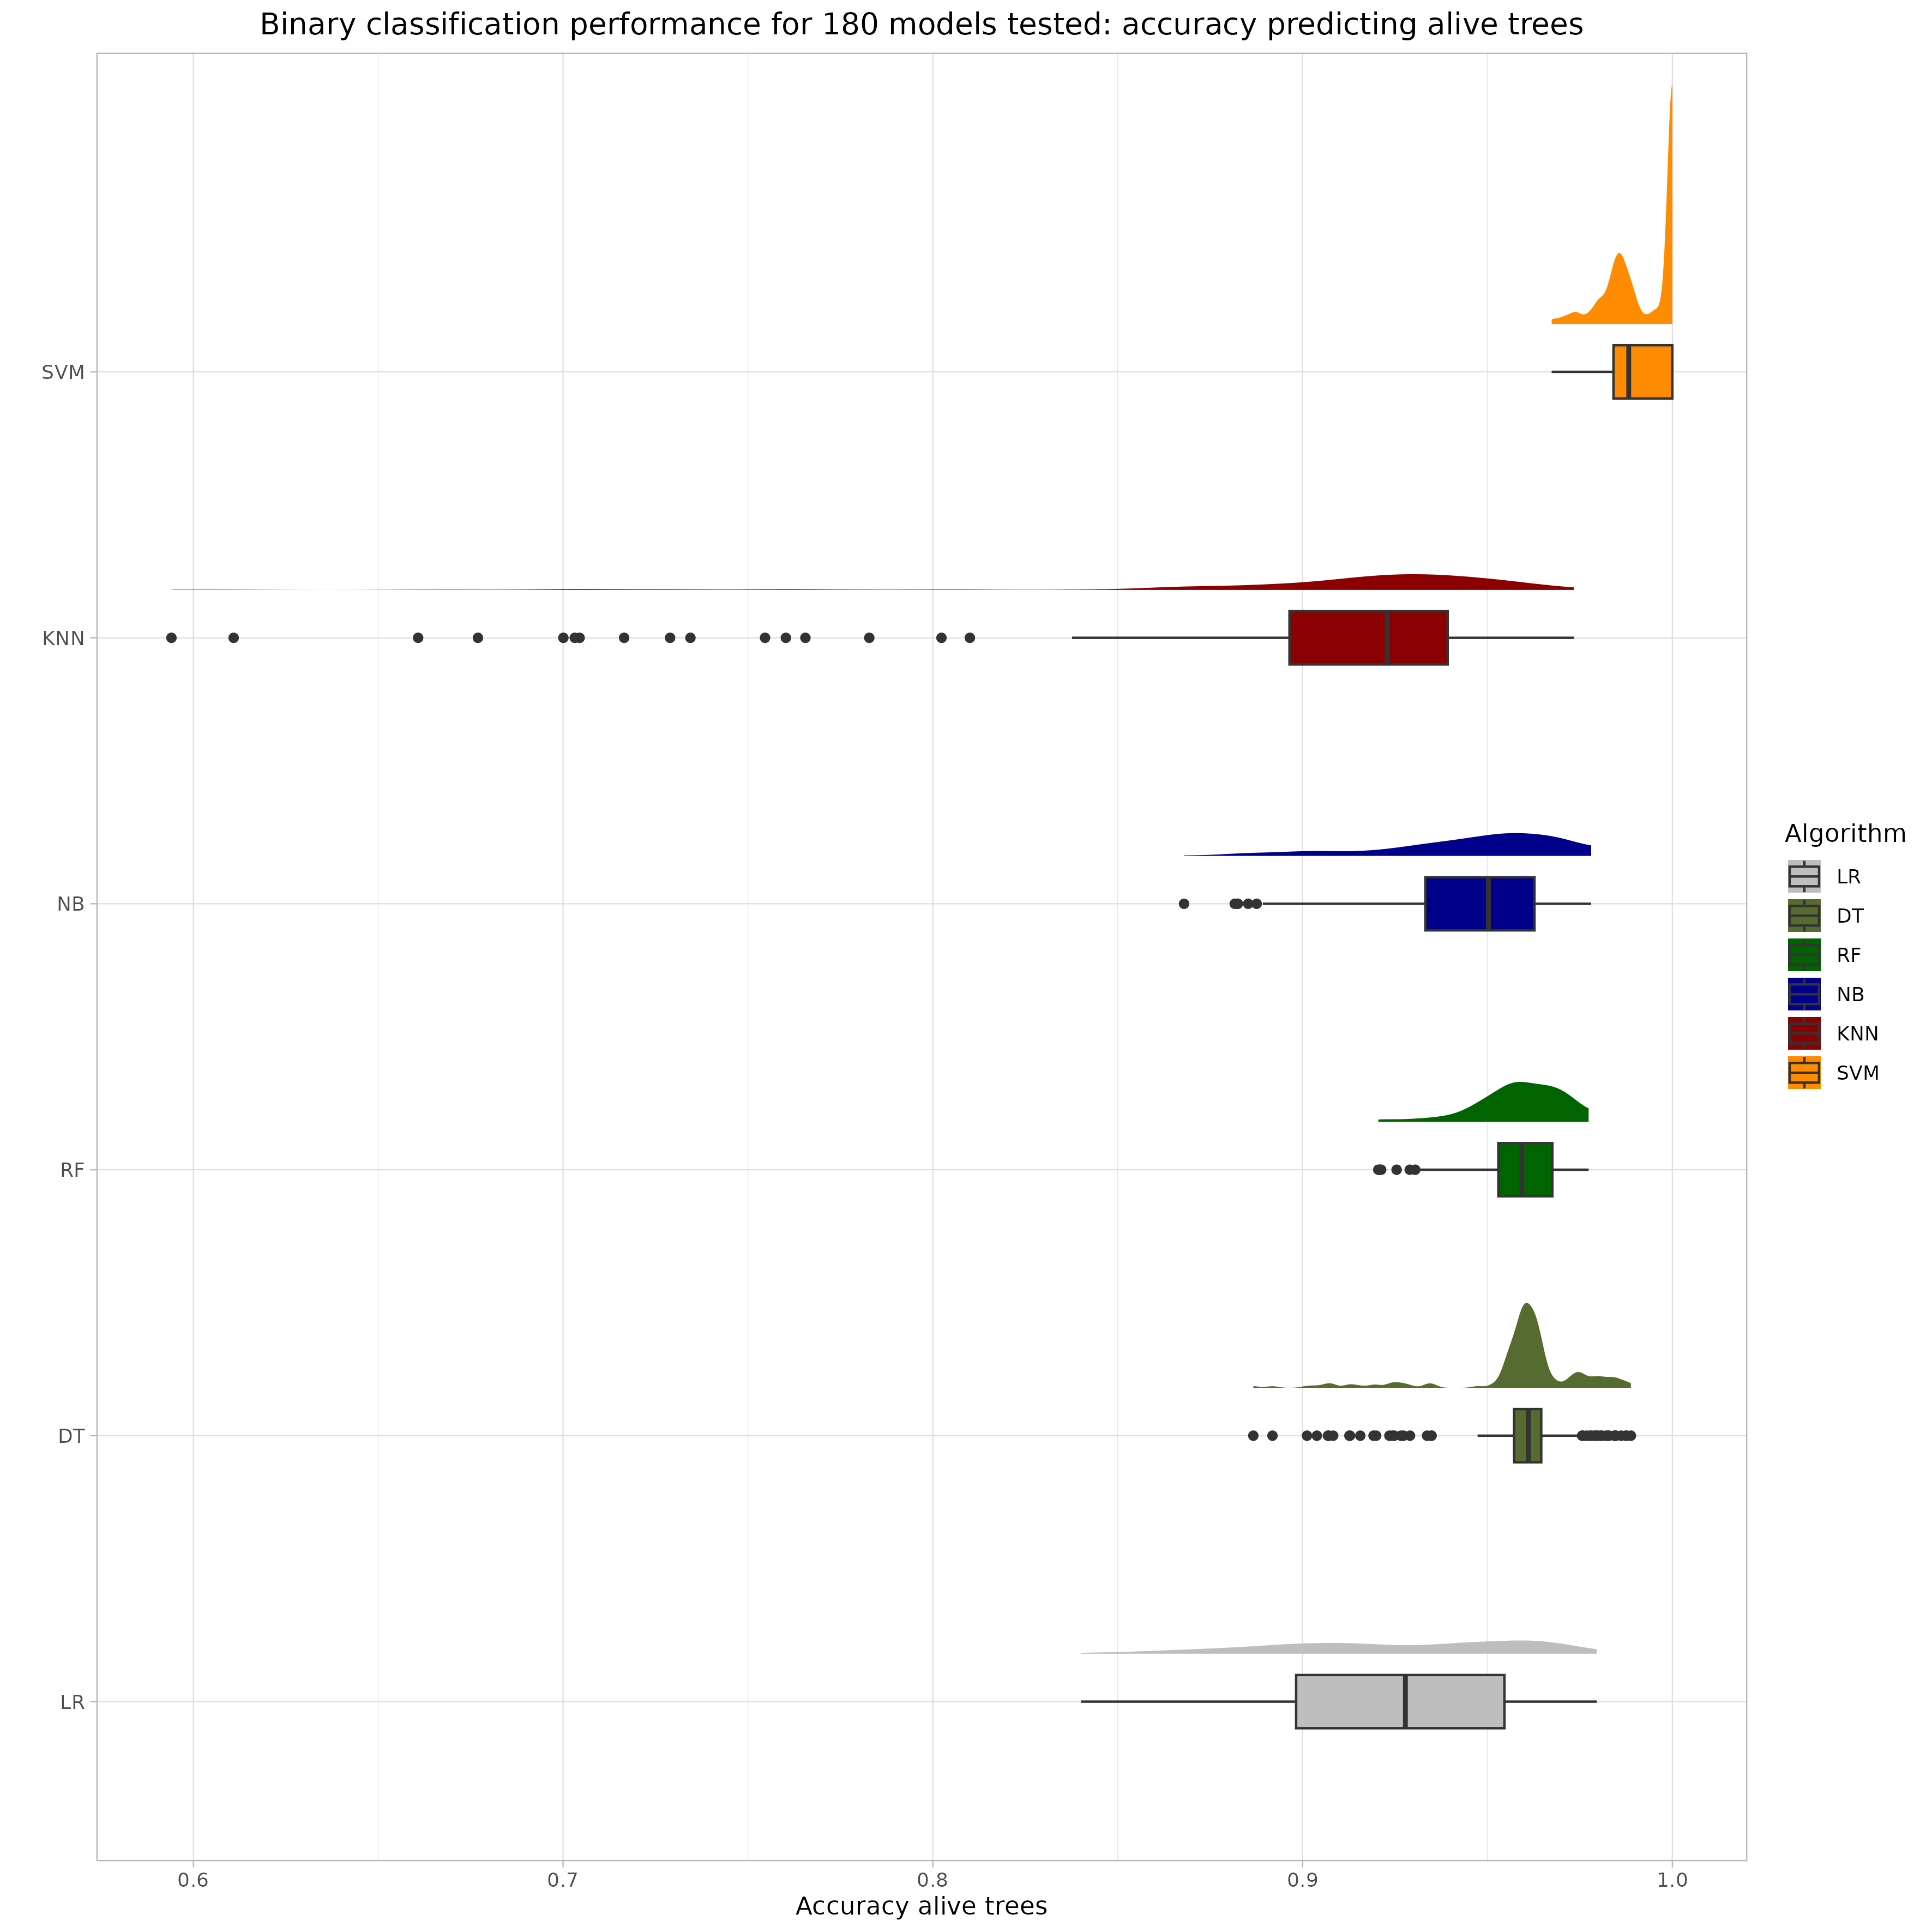 Binary classification performance for 180 models tested: accuracy predicting alive trees
SVM
KNN
NB
RF
DT
LR
0.6
0.7
0.8
0.9
1.0
Accuracy alive trees
Algorithm
LR
DT
RF
NB
KNN
SVM